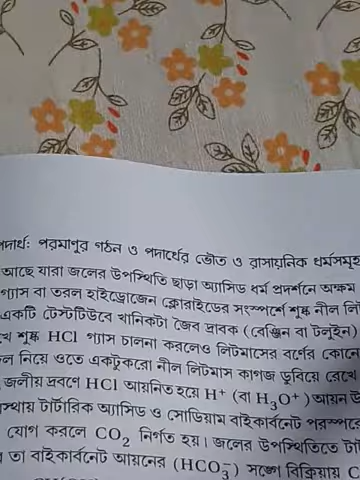 পদার্থ: পরমাণুর গঠন ও পদার্থের ভৌত ও রাসায়নিক ধর্মসমূহ
আছে যারা জলের উপস্থিতি ছাড়া অ্যাসিড ধর্ম প্রদর্শনে অক্ষম
গ্যাস বা তরল হাইড্রোজেন ক্লোরাইডের সংস্পর্শে শুষ্ক নীল লি
একটি টেস্টটিউবে খানিকটা জৈব দ্রাবক (বেঞ্জিন বা টলুইন)
খে শুষ্ক HCl গ্যাস চালনা করলেও লিটমাসের বর্ণের কোনো
ল নিয়ে ওতে একটুকরো নীল লিটমাস কাগজ ডুবিয়ে রেখে
জলীয় দ্রবণে HCl আয়নিত হয়ে H⁺ (বা H₃O⁺) আয়ন উ
স্থায় টার্টারিক অ্যাসিড ও সোডিয়াম বাইকার্বনেট পরস্পরে
যোগ করলে CO₂ নির্গত হয়। জলের উপস্থিতিতে টা
র তা বাইকার্বনেট আয়নের (HCO₃⁻) সঙ্গে বিক্রিয়ায় C